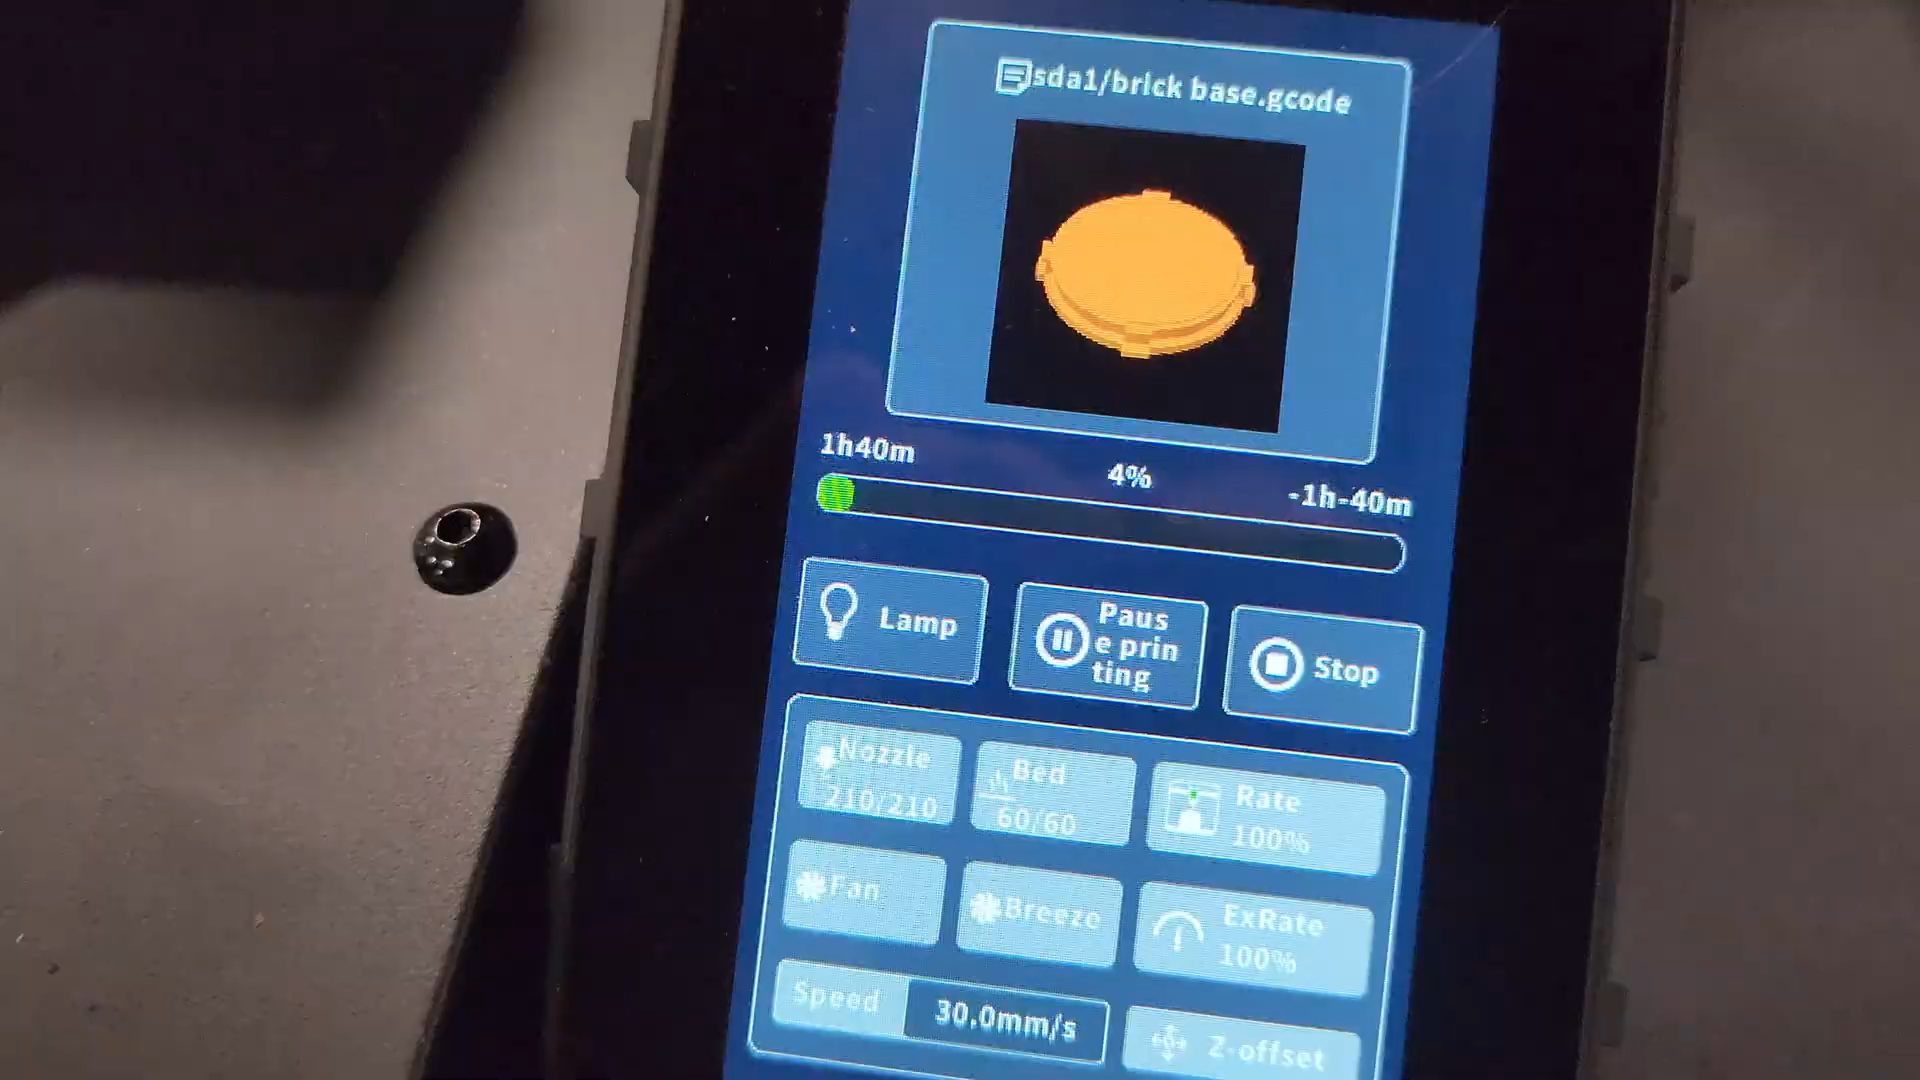 sda1/brick base.gcode
1h40m
4%
-1h-40m
Lamp
Paus
e prin
ting
Stop
Nozzle
210/210
Bed
60/60
Rate
100%
Fan
Breeze
ExRate
100%
Speed
30.0mm/s
Z-offset